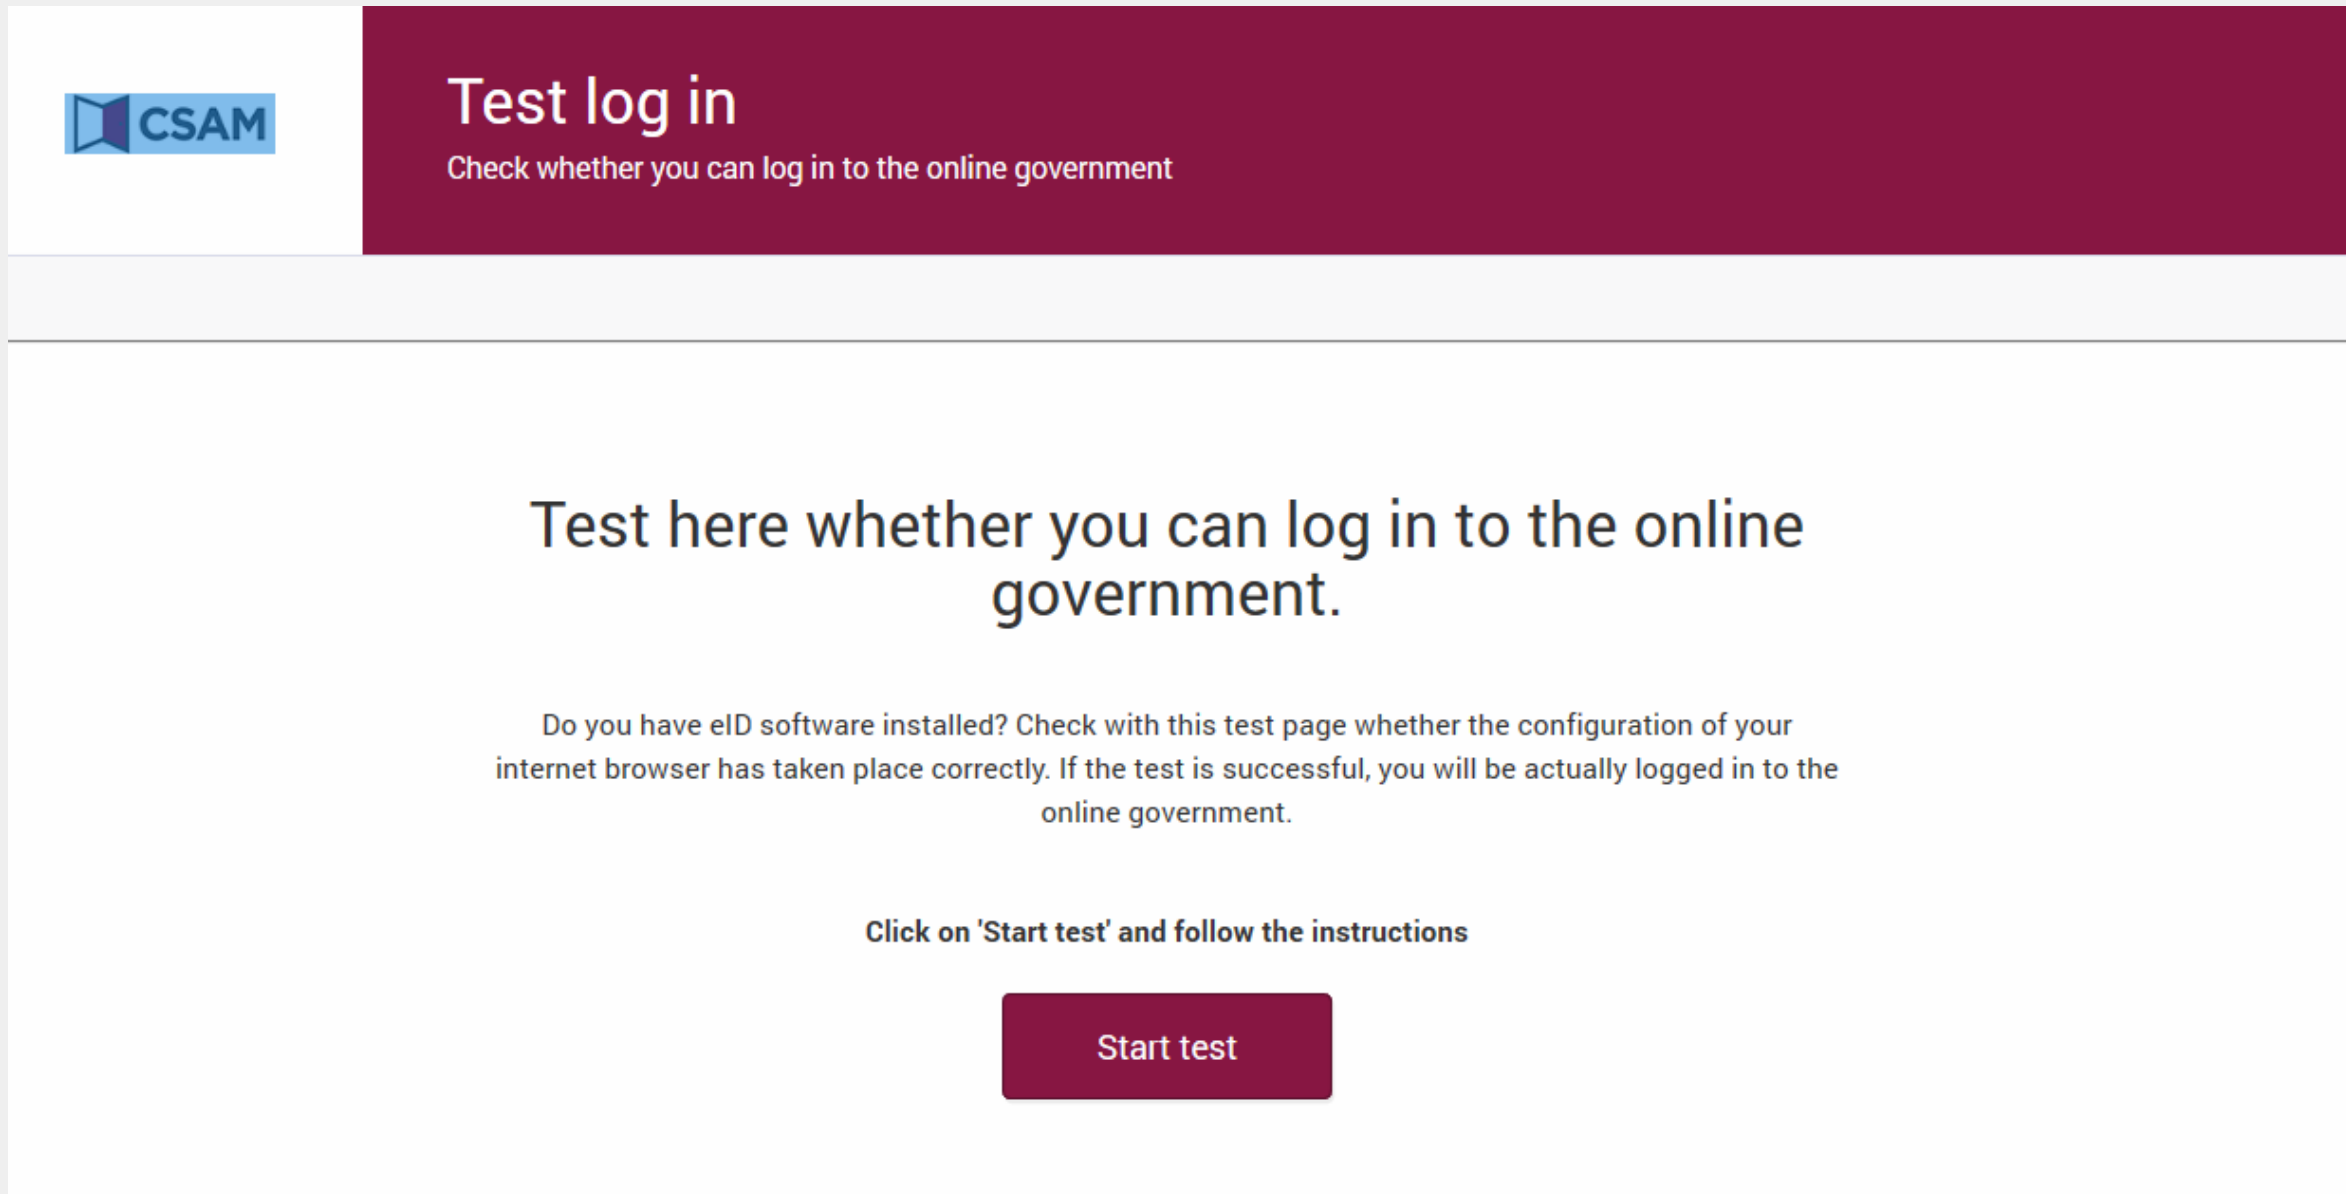 CSAM
Test log in
Check whether you can log in to the online government
Test here whether you can log in to the online
government.
Do you have eID software installed? Check with this test page whether the configuration of your
internet browser has taken place correctly. If the test is successful, you will be actually logged in to the
online government.
Click on 'Start test' and follow the instructions
Start test